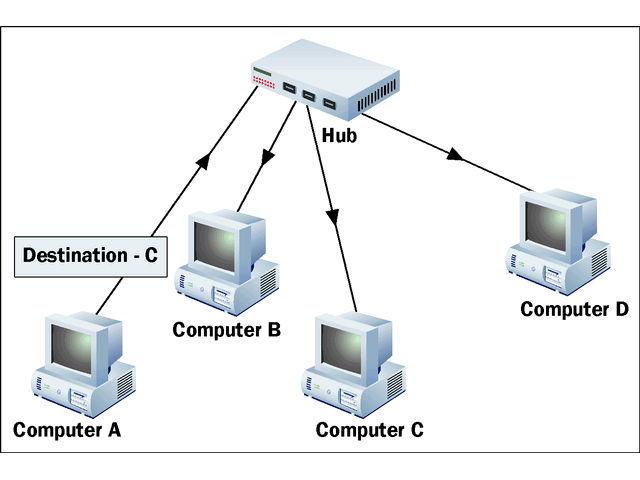 Hub
Destination - C
Computer B
Computer D
Computer A
Computer C